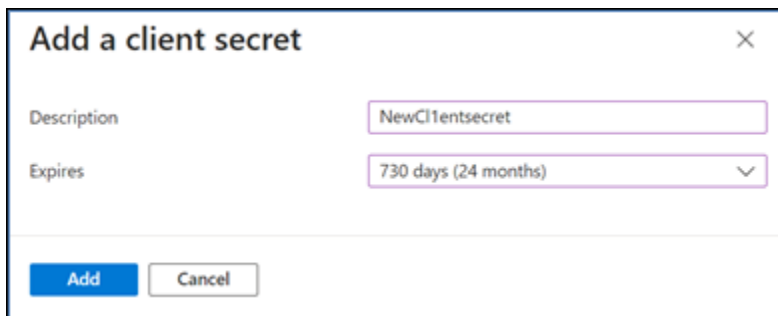 Add a client secret
Description NewCl1entsecret
Expires 730 days (24 months)
Add Cancel